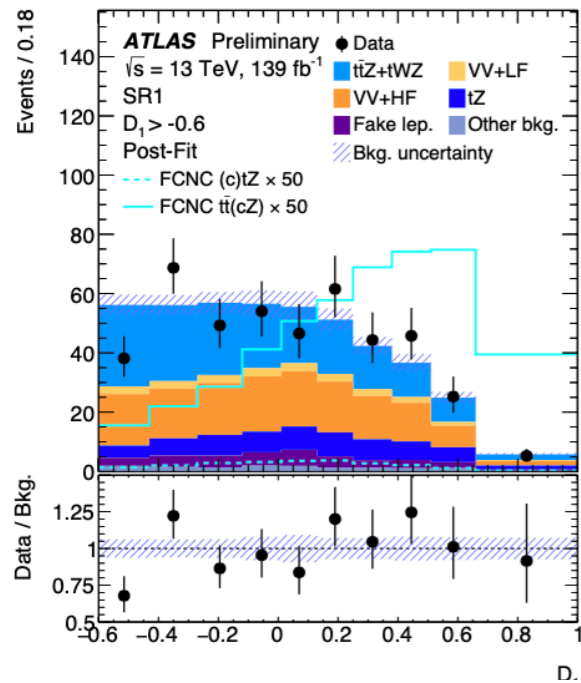 Events / 0.18
140
120
100
80
60
40
20
0
ATLAS Preliminary
√s = 13 TeV, 139 fb⁻¹
SR1
D₁ > -0.6
Post-Fit
FCNC (c)tZ × 50
FCNC tt̄(cZ) × 50
Data
tt̄Z+tWZ
VV+LF
VV+HF
tZ
Fake lep.
Other bkg.
Bkg. uncertainty
Data / Bkg.
1.25
1
0.75
0.5
−0.6 −0.4 −0.2 0 0.2 0.4 0.6 0.8 1